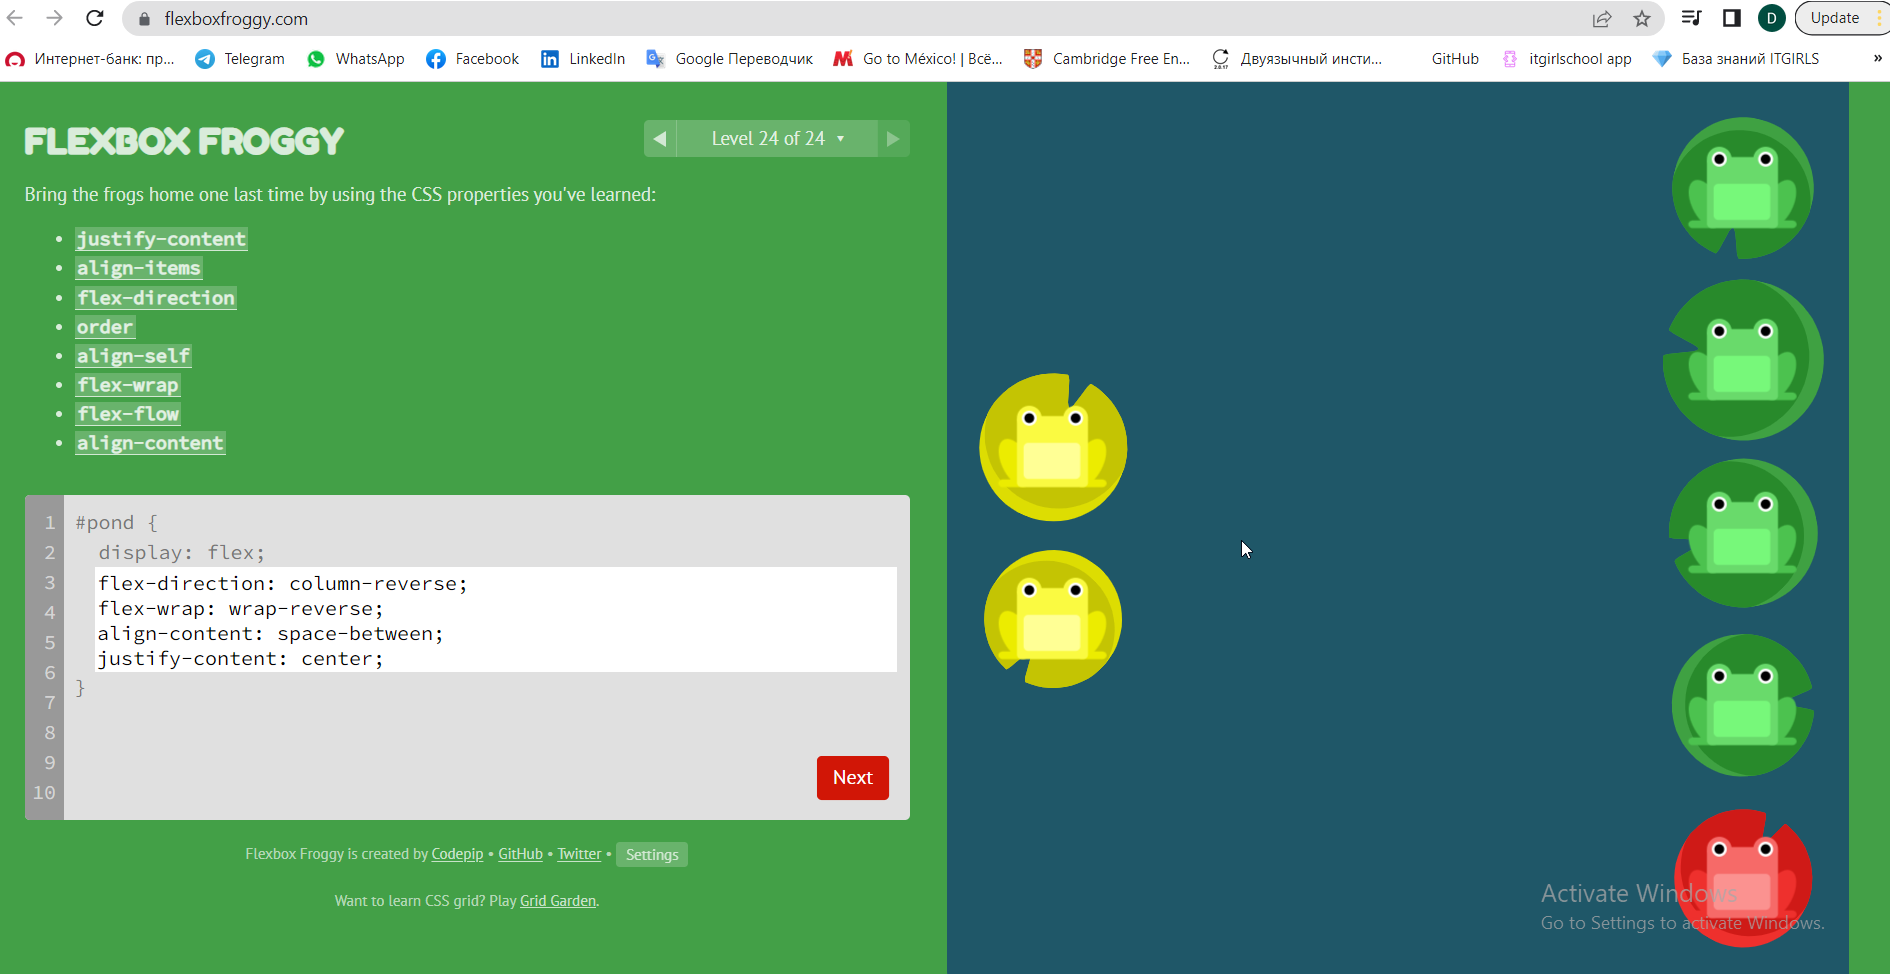 flexboxfroggy.com
D
Update
Интернет-банк: пр...
Telegram
WhatsApp
Facebook
LinkedIn
Google Переводчик
Go to México! | Всё...
Cambridge Free En...
Двуязычный инсти...
GitHub
itgirlschool app
База знаний ITGIRLS
»
FLEXBOX FROGGY
Level 24 of 24
Bring the frogs home one last time by using the CSS properties you've learned:
• justify-content
• align-items
• flex-direction
• order
• align-self
• flex-wrap
• flex-flow
• align-content
1 #pond {
2 display: flex;
3 flex-direction: column-reverse;
4 flex-wrap: wrap-reverse;
5 align-content: space-between;
6 justify-content: center;
7 }
8
9
10
Next
Flexbox Froggy is created by Codepip • GitHub • Twitter • Settings
Want to learn CSS grid? Play Grid Garden.
Activate Windows
Go to Settings to activate Windows.